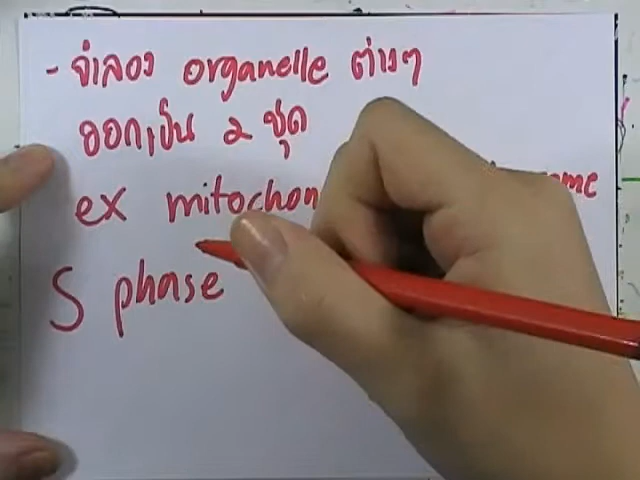 - จำลอง organelle ต่างๆ
ออกเป็น 2 ชุด
ex
S phase